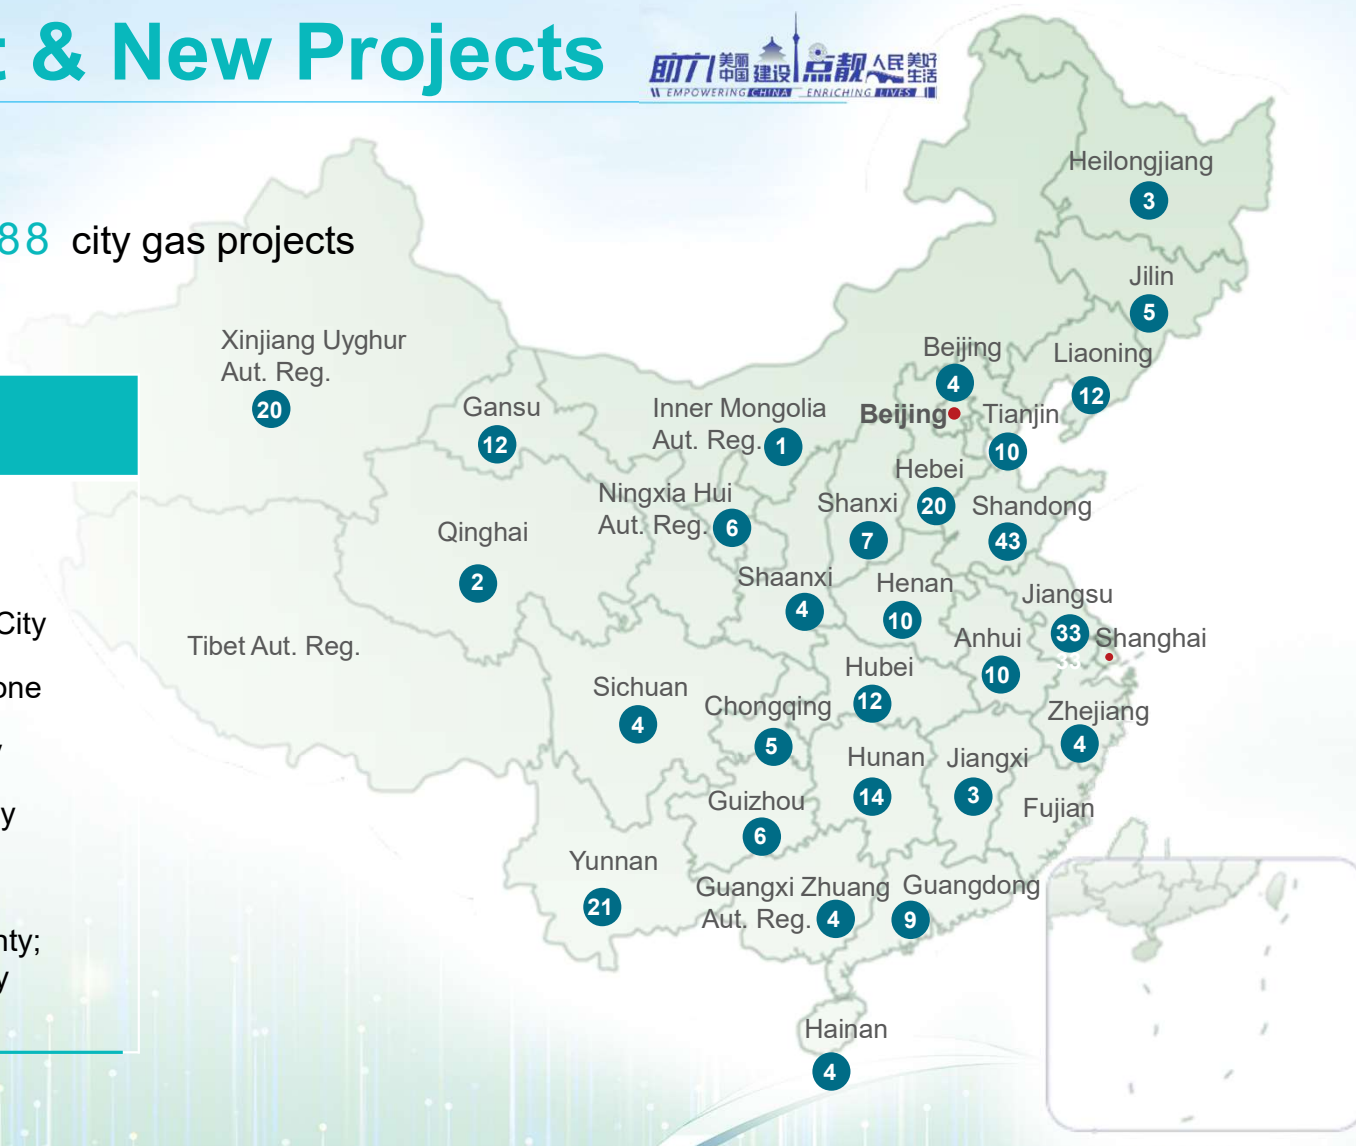 t & New Projects
助力 美丽中国 建设 点靓 人民美好生活
EMPOWERING CHINA ENRICHING LIVES
88 city gas projects
Heilongjiang
3
Jilin
5
Xinjiang Uyghur
Aut. Reg.
20
Beijing
4
Liaoning
12
Gansu
12
Inner Mongolia
Aut. Reg.
1
Beijing
Tianjin
10
Hebei
20
Ningxia Hui
Aut. Reg.
6
Shanxi
7
Shandong
43
Qinghai
2
Shaanxi
4
Henan
10
Jiangsu
33
33
City
Tibet Aut. Reg.
Anhui
10
Shanghai
Hubei
12
one
Sichuan
4
Chongqing
5
Zhejiang
4
y
Hunan
14
Jiangxi
3
Guizhou
6
Fujian
Yunnan
21
Guangxi Zhuang
Aut. Reg.
4
Guangdong
9
nty;
y
Hainan
4